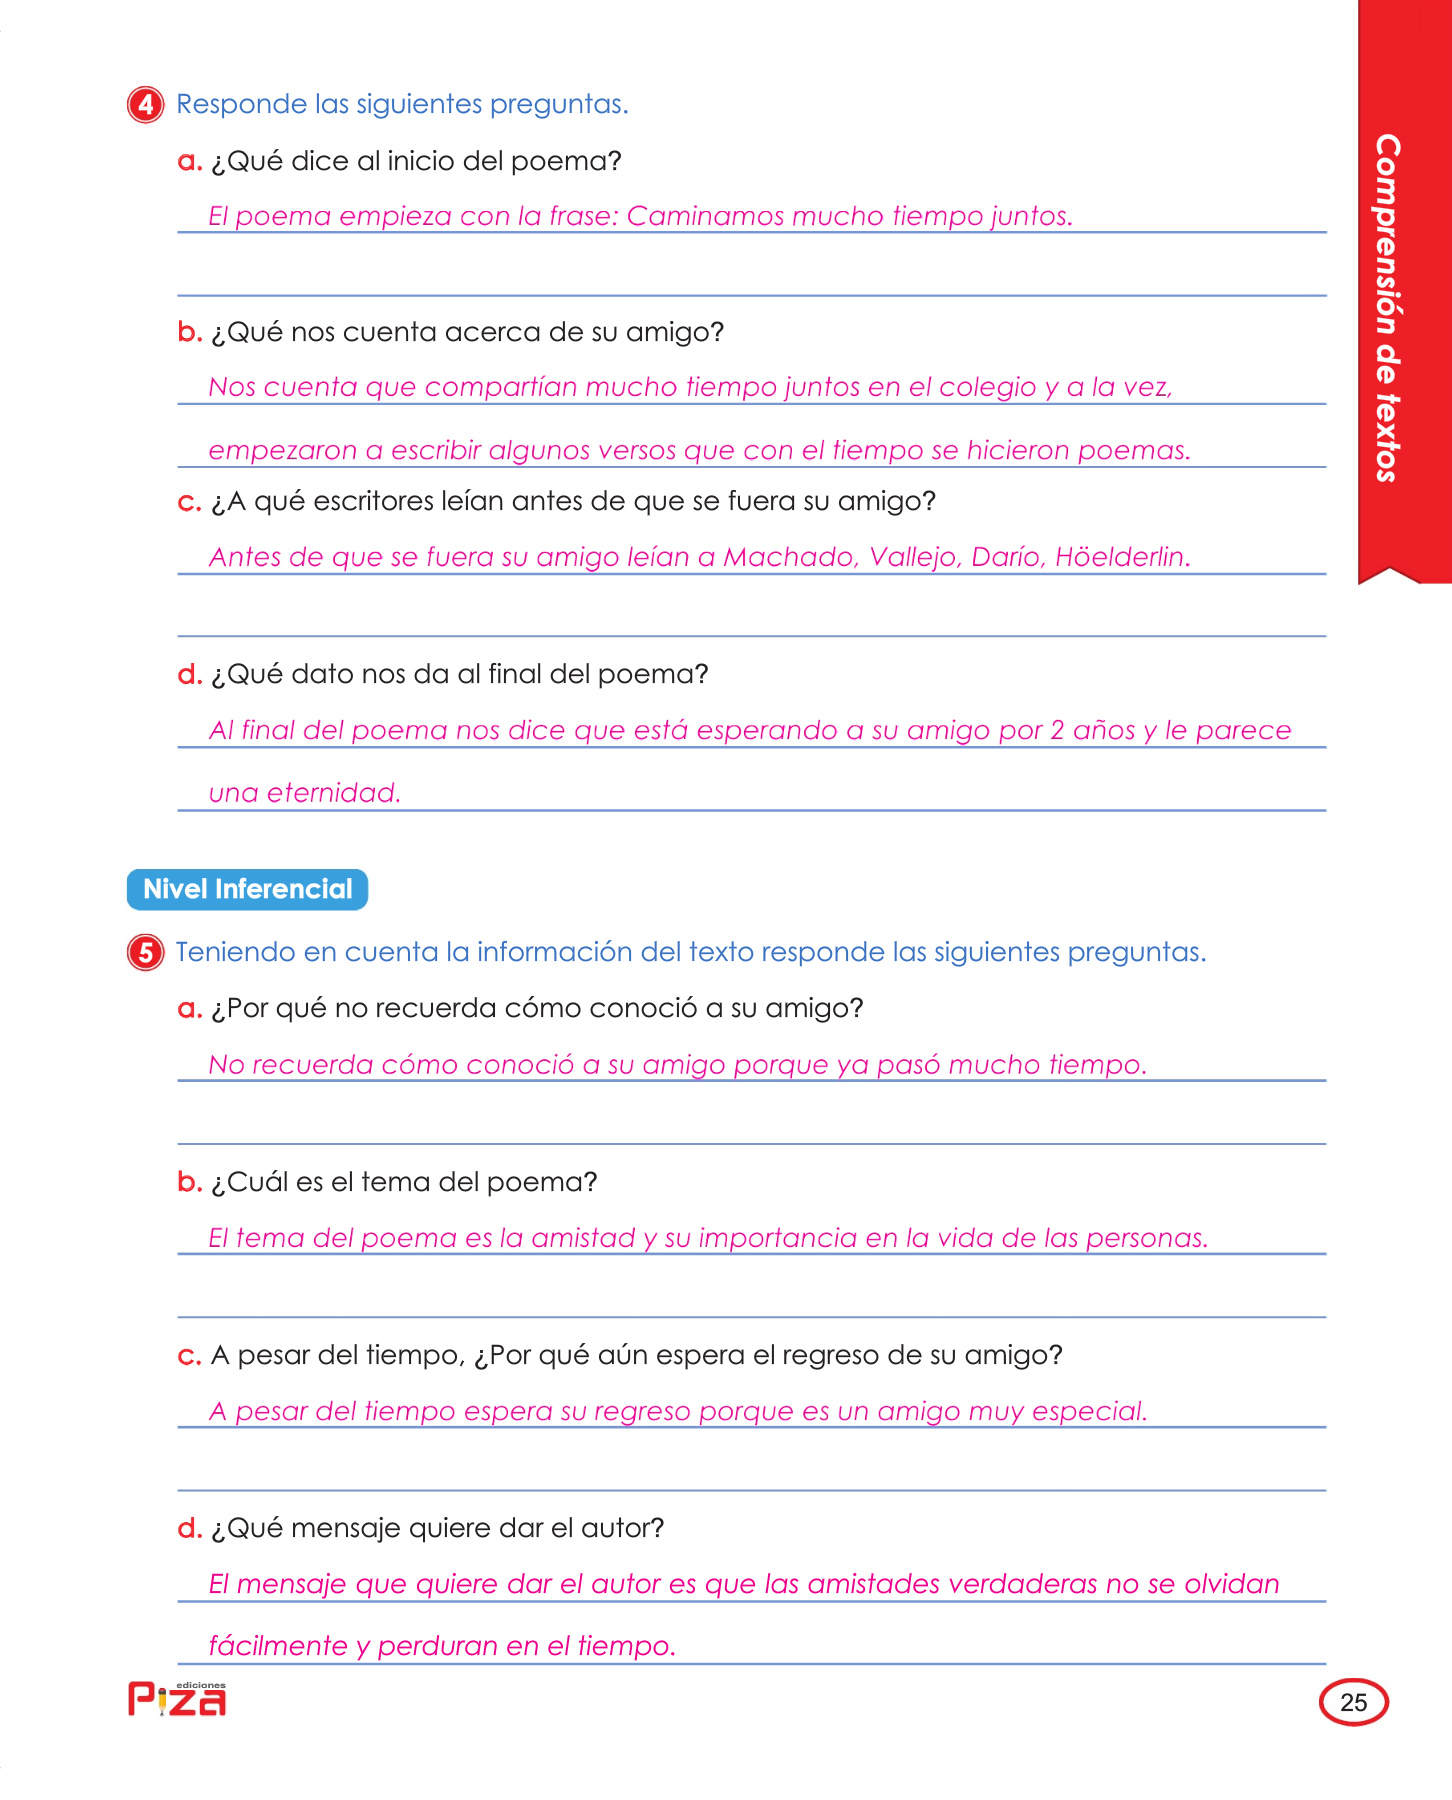 4 Responde las siguientes preguntas.
a. ¿Qué dice al inicio del poema?
El poema empieza con la frase: Caminamos mucho tiempo juntos.
b. ¿Qué nos cuenta acerca de su amigo?
Nos cuenta que compartían mucho tiempo juntos en el colegio y a la vez,
empezaron a escribir algunos versos que con el tiempo se hicieron poemas.
c. ¿A qué escritores leían antes de que se fuera su amigo?
Antes de que se fuera su amigo leían a Machado, Vallejo, Darío, Höelderlin.
d. ¿Qué dato nos da al final del poema?
Al final del poema nos dice que está esperando a su amigo por 2 años y le parece
una eternidad.
Comprensión de textos
Nivel Inferencial
5 Teniendo en cuenta la información del texto responde las siguientes preguntas.
a. ¿Por qué no recuerda cómo conoció a su amigo?
No recuerda cómo conoció a su amigo porque ya pasó mucho tiempo.
b. ¿Cuál es el tema del poema?
El tema del poema es la amistad y su importancia en la vida de las personas.
c. A pesar del tiempo, ¿Por qué aún espera el regreso de su amigo?
A pesar del tiempo espera su regreso porque es un amigo muy especial.
d. ¿Qué mensaje quiere dar el autor?
El mensaje que quiere dar el autor es que las amistades verdaderas no se olvidan
fácilmente y perduran en el tiempo.
ediciones
Piza
25